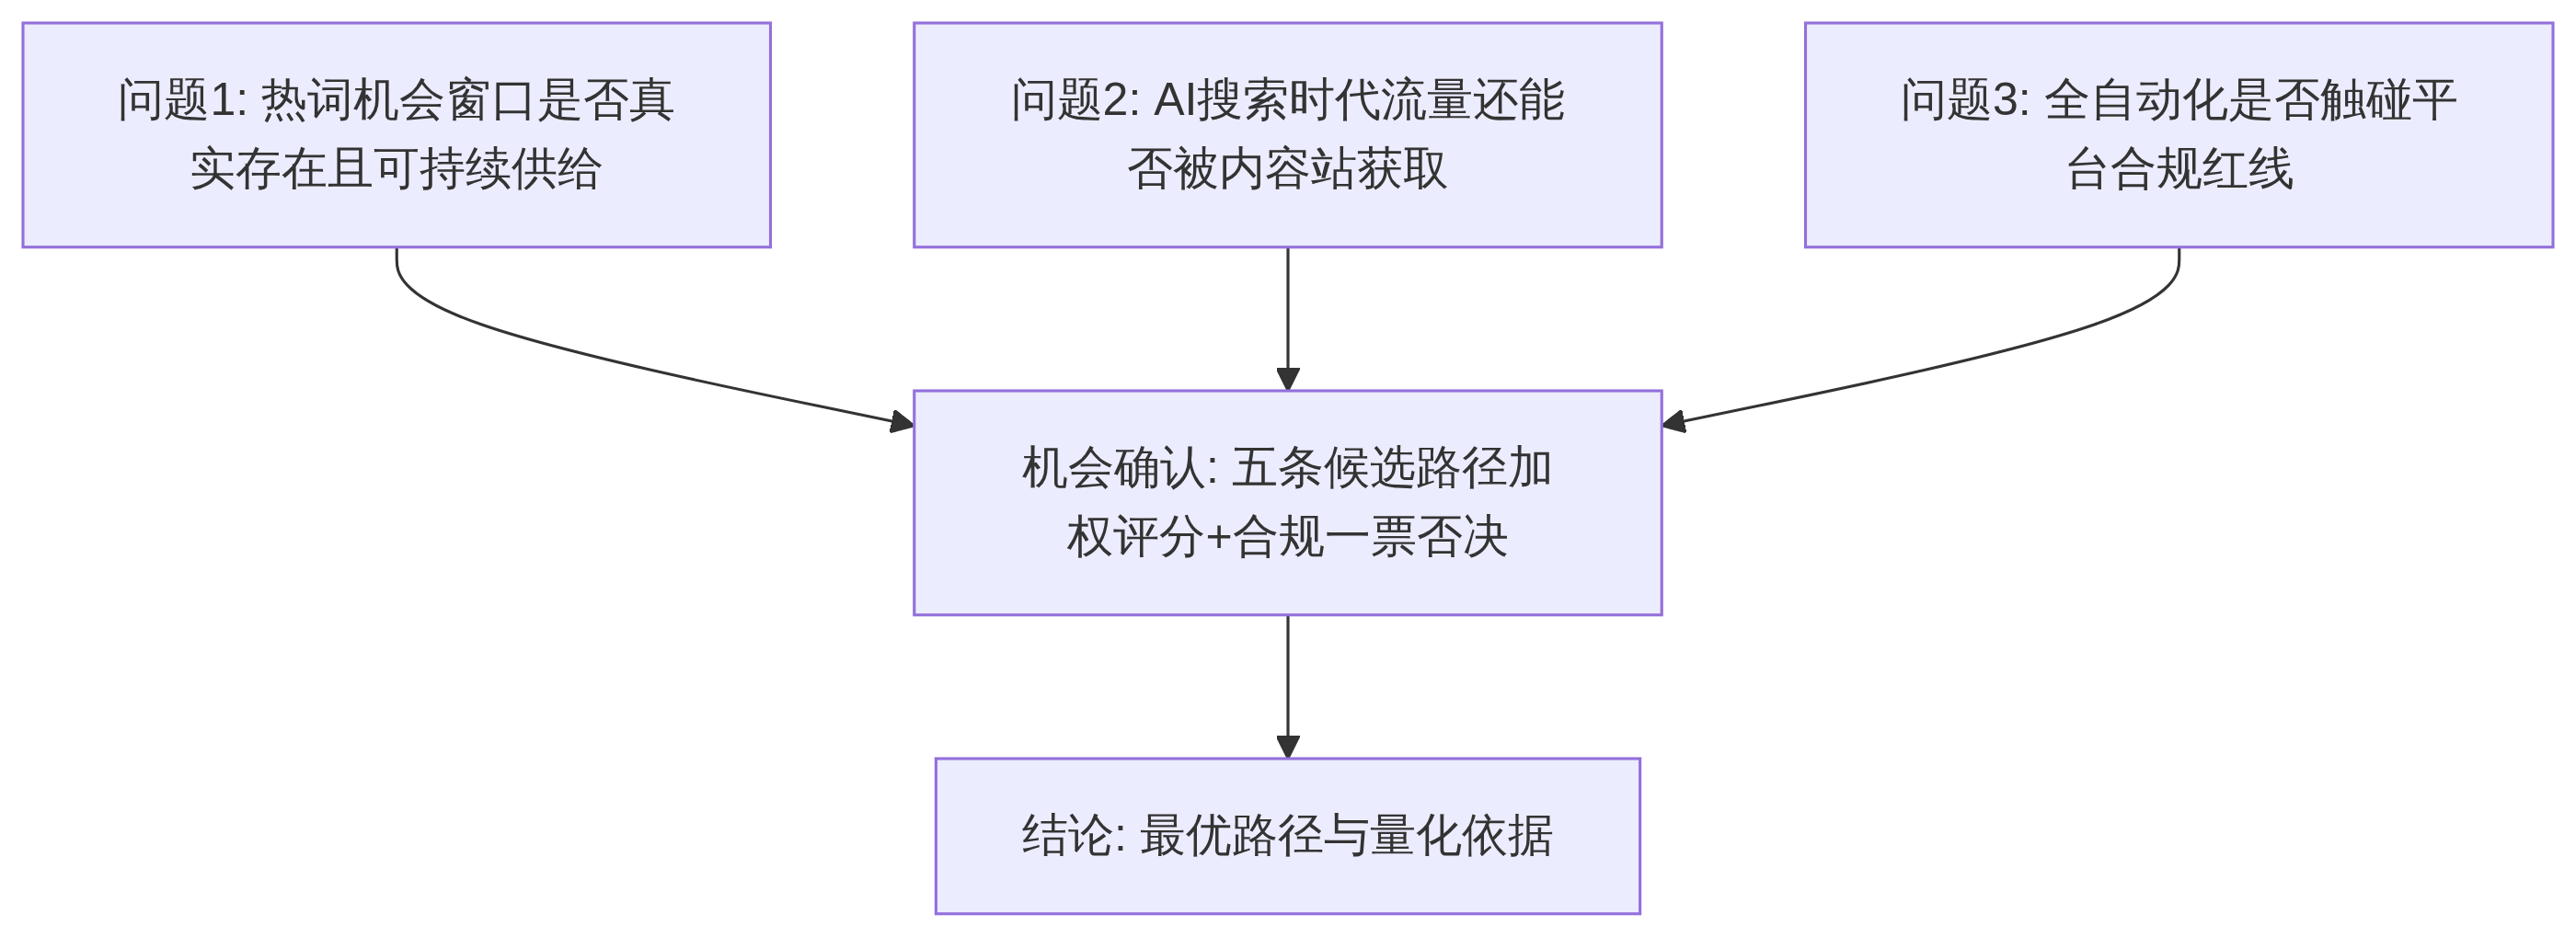 问题1: 热词机会窗口是否真
实存在且可持续供给
问题2: AI搜索时代流量还能
否被内容站获取
问题3: 全自动化是否触碰平
台合规红线
机会确认: 五条候选路径加
权评分+合规一票否决
结论: 最优路径与量化依据